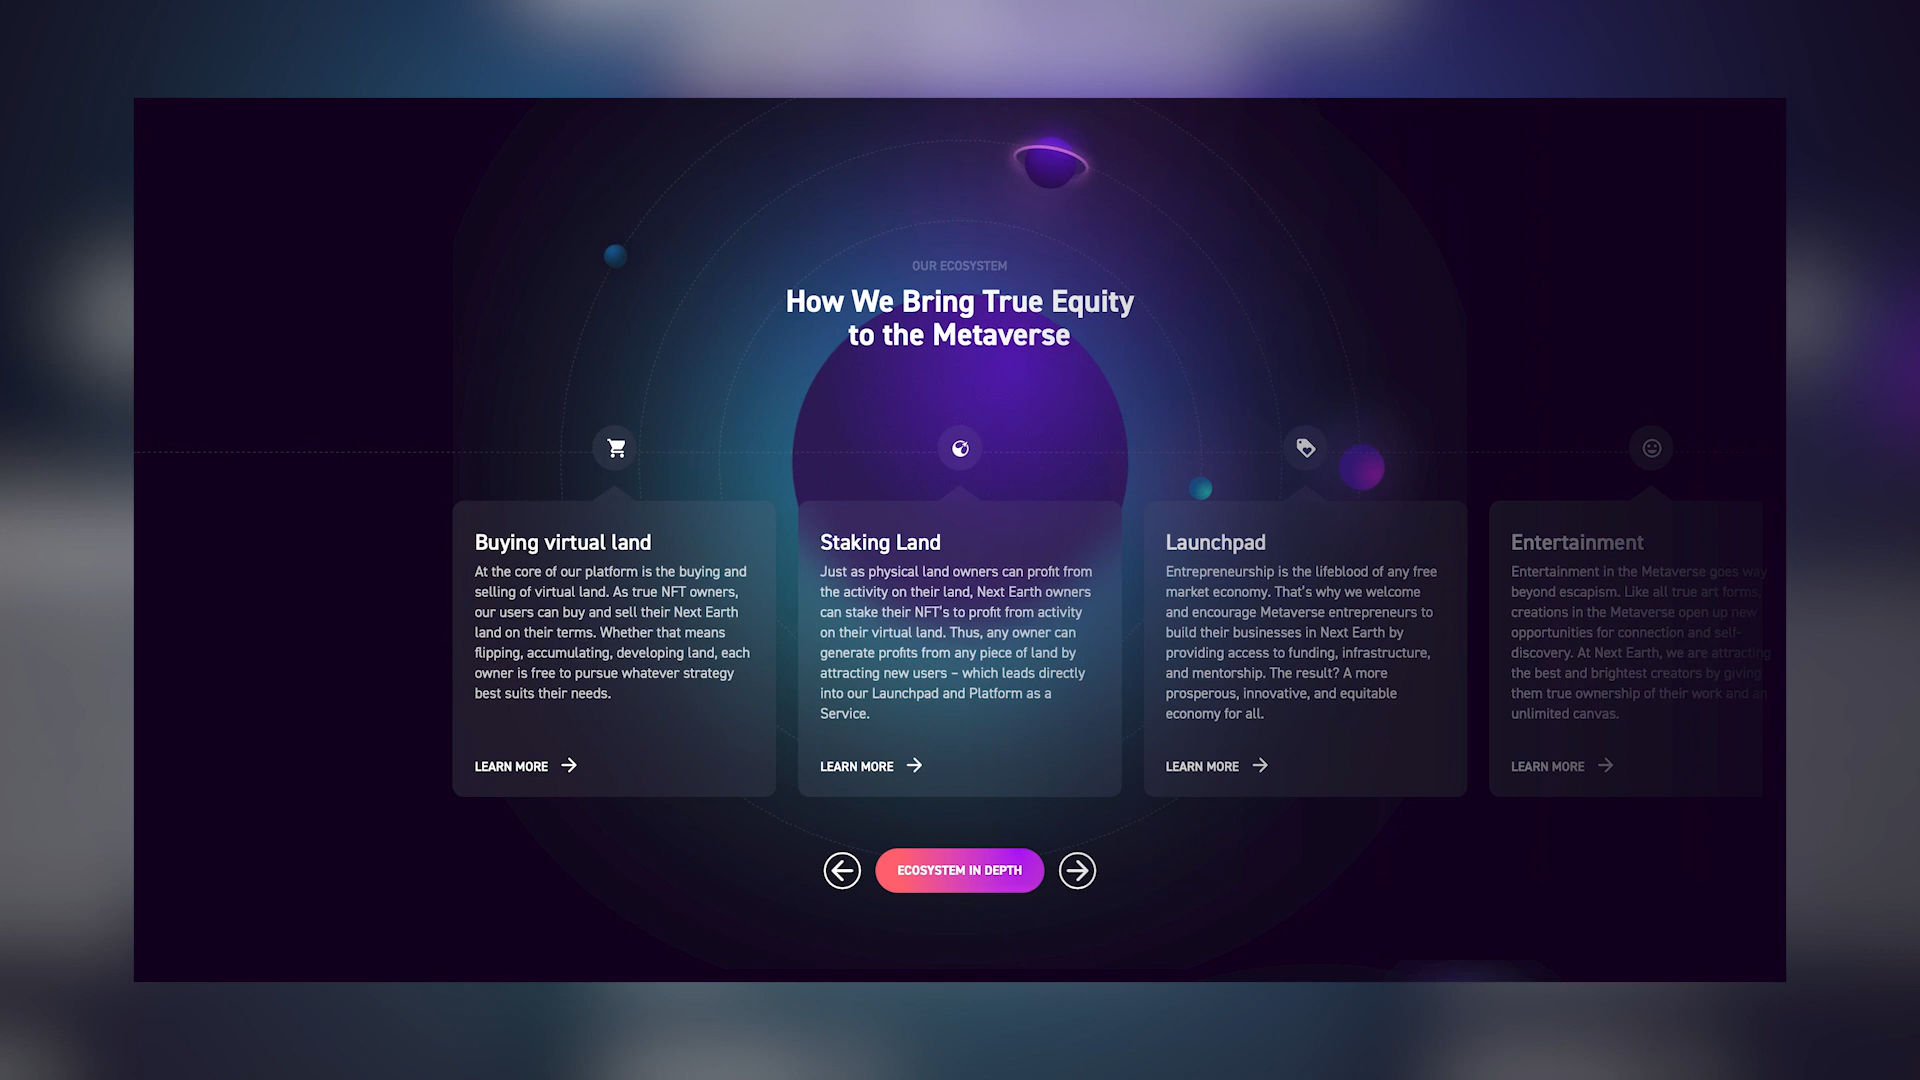 OUR ECOSYSTEM
How We Bring True Equity
to the Metaverse
Buying virtual land
At the core of our platform is the buying and
selling of virtual land. As true NFT owners,
our users can buy and sell their Next Earth
land on their terms. Whether that means
flipping, accumulating, developing land, each
owner is free to pursue whatever strategy
best suits their needs.
LEARN MORE
Staking Land
Just as physical land owners can profit from
the activity on their land, Next Earth owners
can stake their NFT's to profit from activity
on their virtual land. Thus, any owner can
generate profits from any piece of land by
attracting new users – which leads directly
into our Launchpad and Platform as a
Service.
LEARN MORE
Launchpad
Entrepreneurship is the lifeblood of any free
market economy. That's why we welcome
and encourage Metaverse entrepreneurs to
build their businesses in Next Earth by
providing access to funding, infrastructure,
and mentorship. The result? A more
prosperous, innovative, and equitable
economy for all.
LEARN MORE
Entertainment
Entertainment in the Metaverse goes way
beyond escapism. Like all true art forms,
creations in the Metaverse open up new
opportunities for connection and self-
discovery. At Next Earth, we are attracting
the best and brightest creators by giving
them true ownership of their work and an
unlimited canvas.
LEARN MORE
ECOSYSTEM IN DEPTH